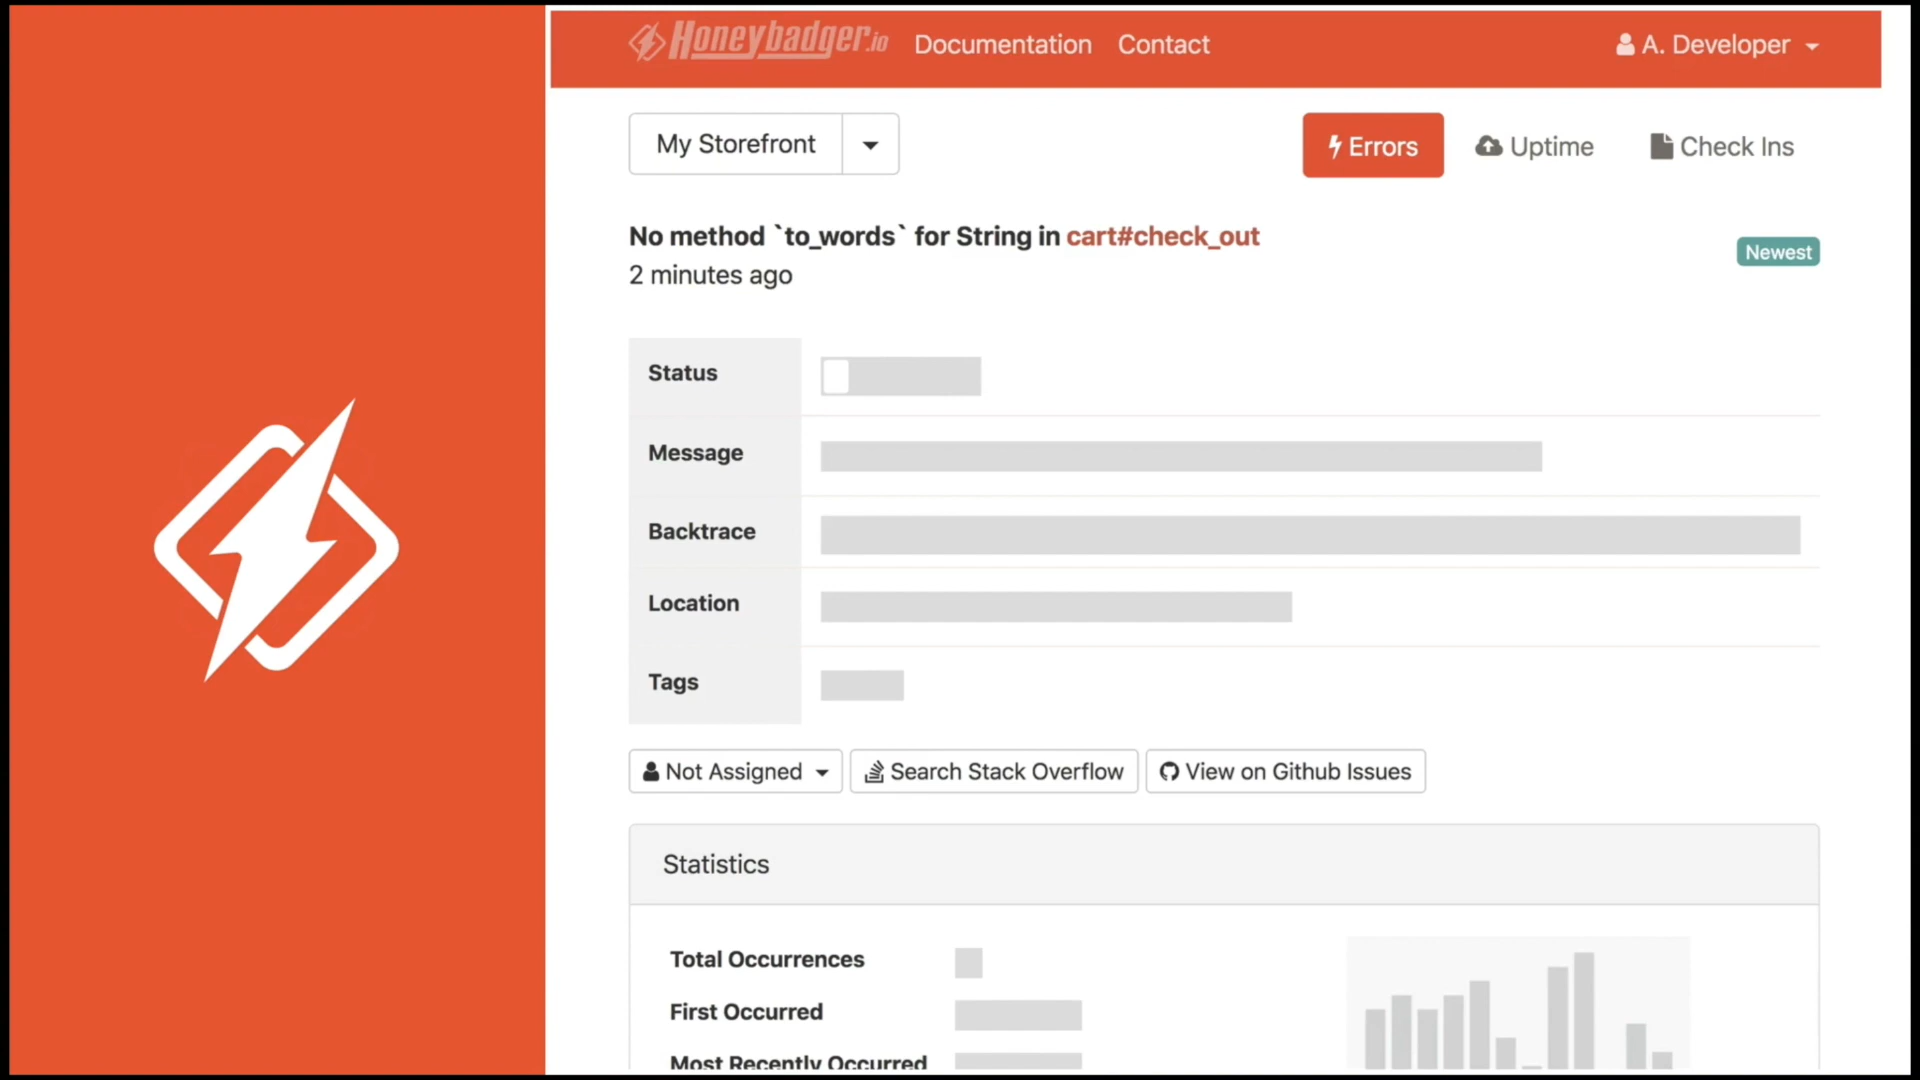 Honeybadger.io Documentation Contact A. Developer
My Storefront Errors Uptime Check Ins
No method `to_words` for String in cart#check_out
Newest
2 minutes ago
Status
Message
Backtrace
Location
Tags
Not Assigned Search Stack Overflow View on Github Issues
Statistics
Total Occurrences
First Occurred
Most Recently Occurred